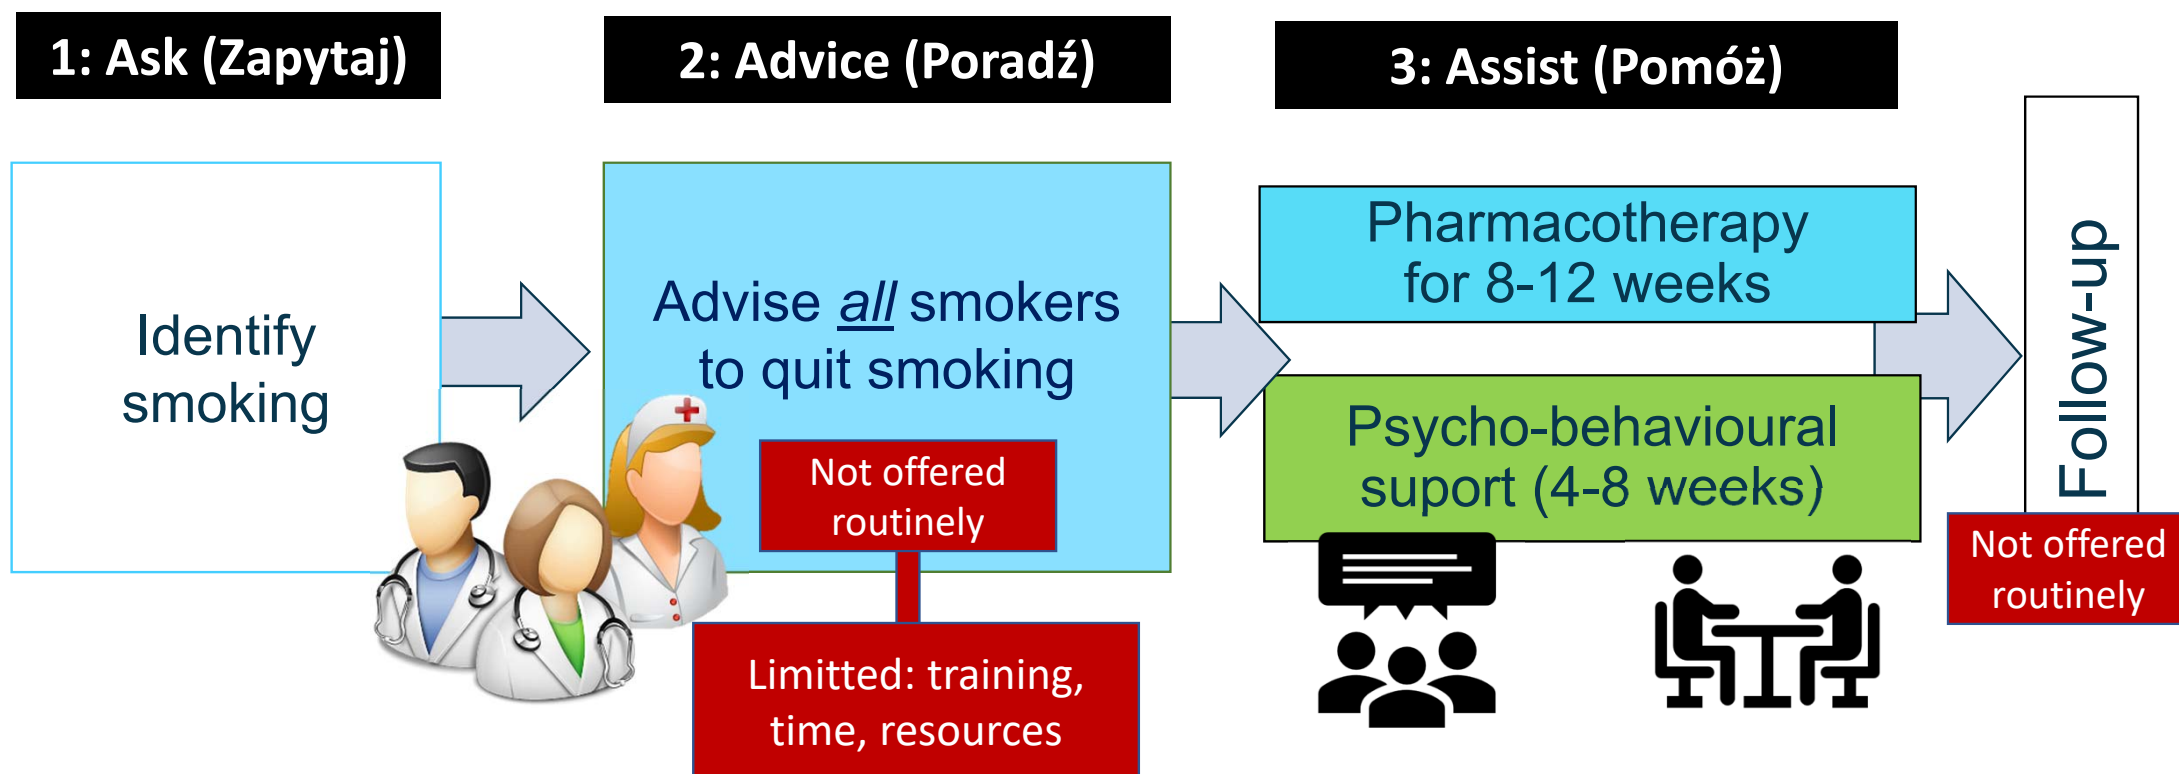 1: Ask (Zapytaj)
2: Advice (Poradź)
3: Assist (Pomóż)
Identify
smoking
Advise all smokers
to quit smoking
Not offered
routinely
Limitted: training,
time, resources
Pharmacotherapy
for 8-12 weeks
Psycho-behavioural
suport (4-8 weeks)
Follow-up
Not offered
routinely